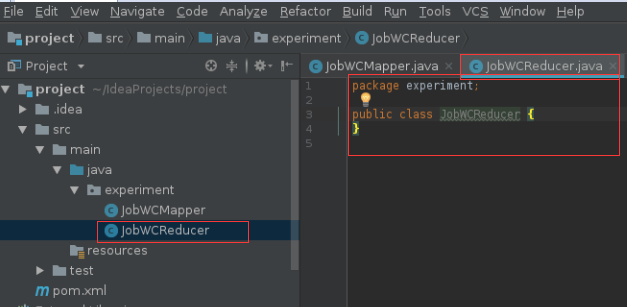 File Edit View Navigate Code Analyze Refactor Build Run Tools VCS Window Help
project src main java experiment JobWCReducer
Project
JobWCMapper.java × JobWCReducer.java ×
project ~/IdeaProjects/project
.idea
src
main
java
experiment
JobWCMapper
JobWCReducer
resources
test
pom.xml
1 package experiment;
2
3 public class JobWCReducer {
4 }
5